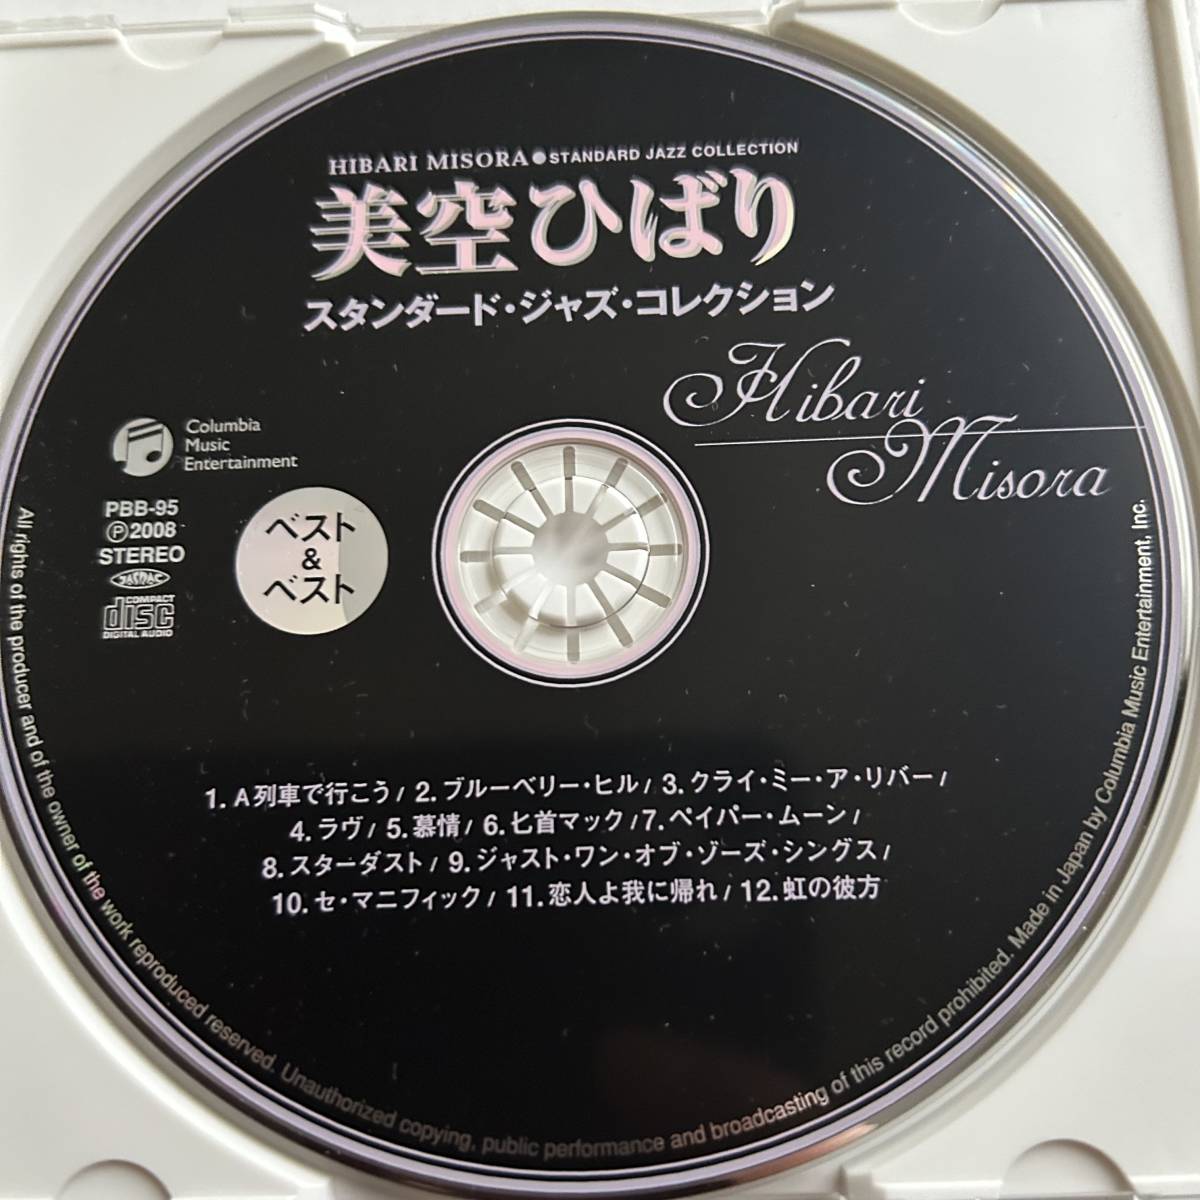 HIBARI MISORA●STANDARD JAZZ COLLECTION
美空ひばり
スタンダード・ジャズ・コレクション
Hibari
Misora
Columbia
Music
Entertainment
PBB-95
Ⓟ2008
STEREO
JASRAC
COMPACT
disc
DIGITAL AUDIO
ベスト
&
ベスト
1. A列車で行こう / 2. ブルーベリー・ヒル / 3. クライ・ミー・ア・リバー /
4. ラヴ / 5.慕情 / 6. 匕首マック / 7. ペイパー・ムーン /
8. スターダスト / 9. ジャスト・ワン・オブ・ゾーズ・シングス /
10. セ・マニフィック / 11. 恋人よ我に帰れ / 12. 虹の彼方
All rights of the producer and of the owner of the work reproduced reserved. Unauthorized copying, public performance and broadcasting of this record prohibited. Made in Japan by Columbia Music Entertainment, Inc.